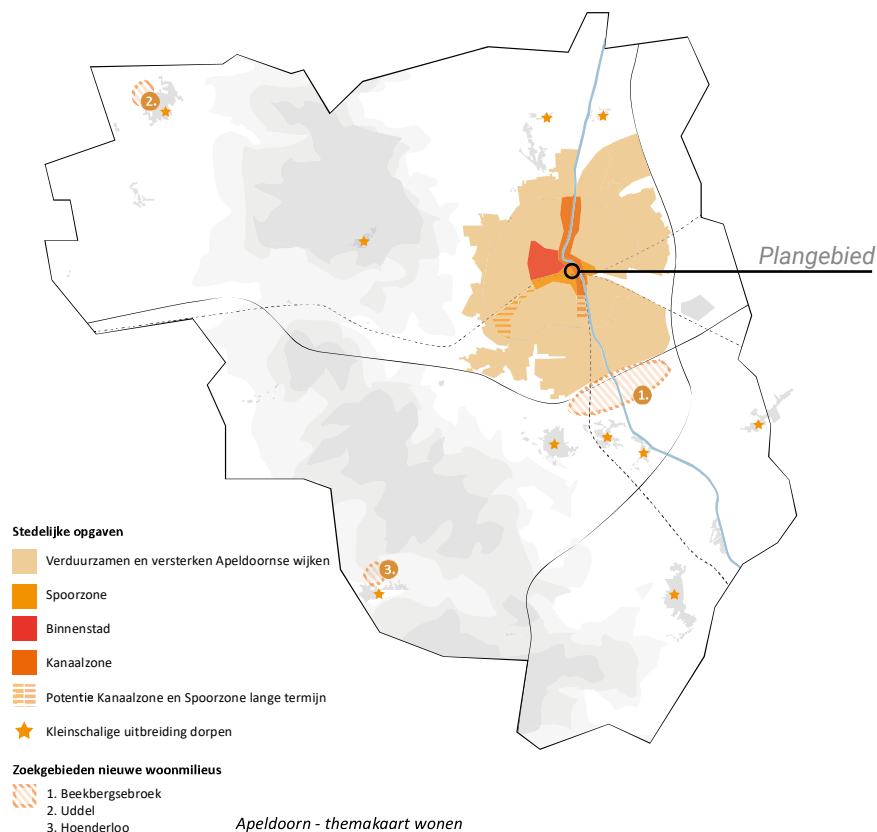 2.
Plangebied
1.
3.
Stedelijke opgaven
Verduurzamen en versterken Apeldoornse wijken
Spoorzone
Binnenstad
Kanaalzone
Potentie Kanaalzone en Spoorzone lange termijn
Kleinschalige uitbreiding dorpen
Zoekgebieden nieuwe woonmilieus
1. Beekbergsebroek
2. Uddel
3. Hoenderloo
Apeldoorn - themakaart wonen